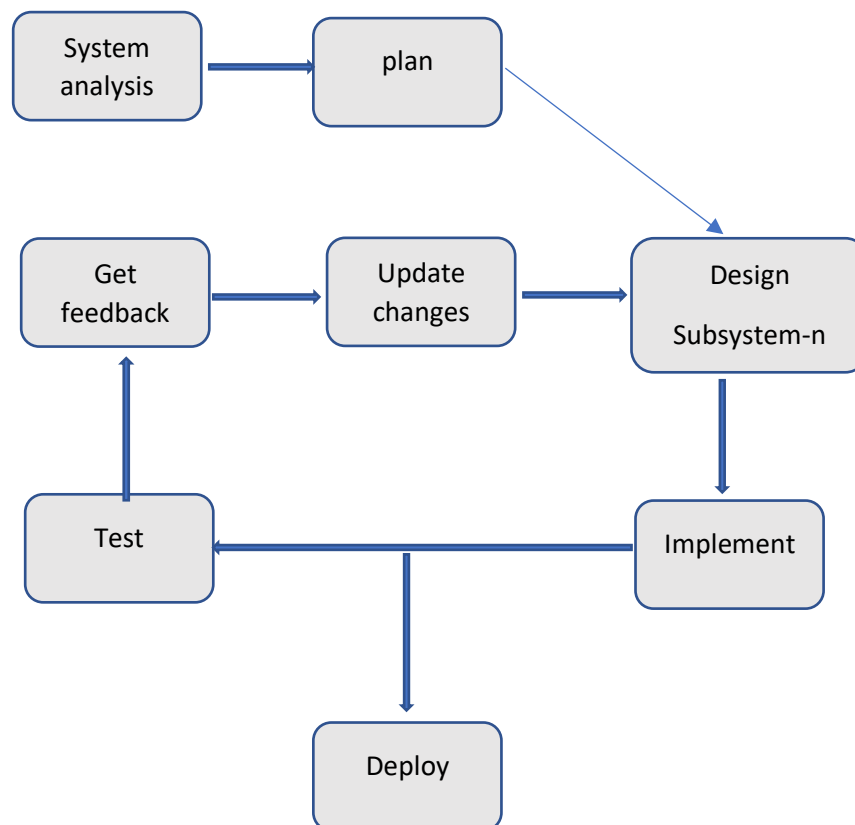 System
analysis
plan
Get
feedback
Update
changes
Design
Subsystem-n
Test
Implement
Deploy